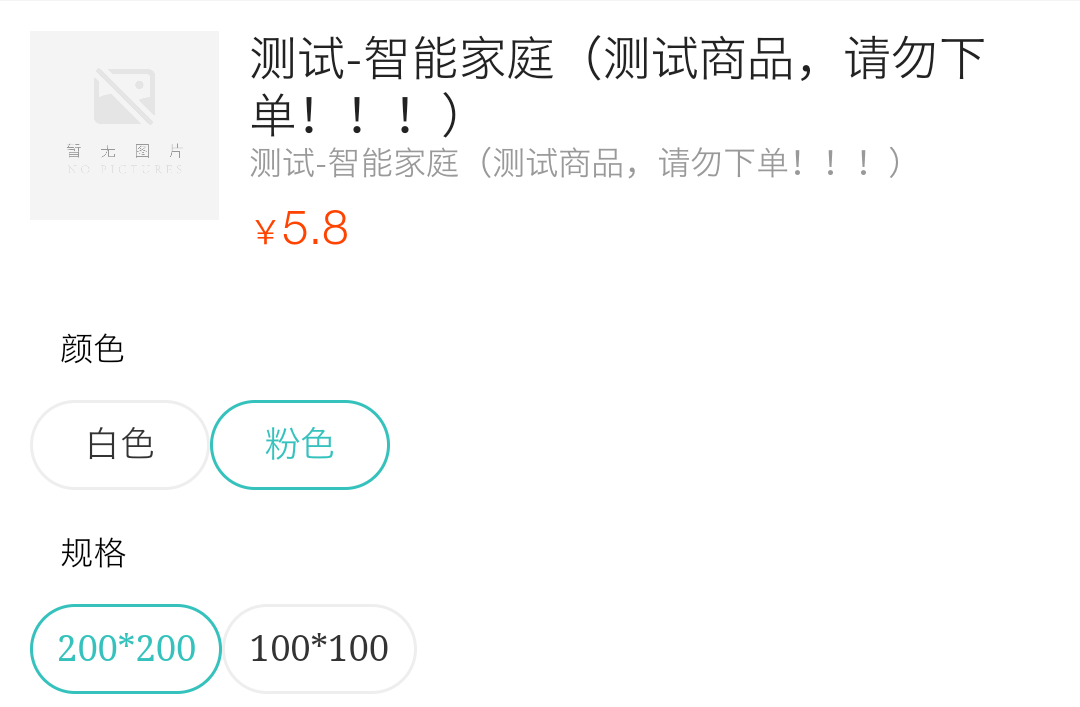 测试-智能家庭（测试商品，请勿下
单！！！）
测试-智能家庭（测试商品，请勿下单！！！）
¥5.8
暂无图片
NO PICTURES
颜色
白色 粉色
规格
200*200 100*100